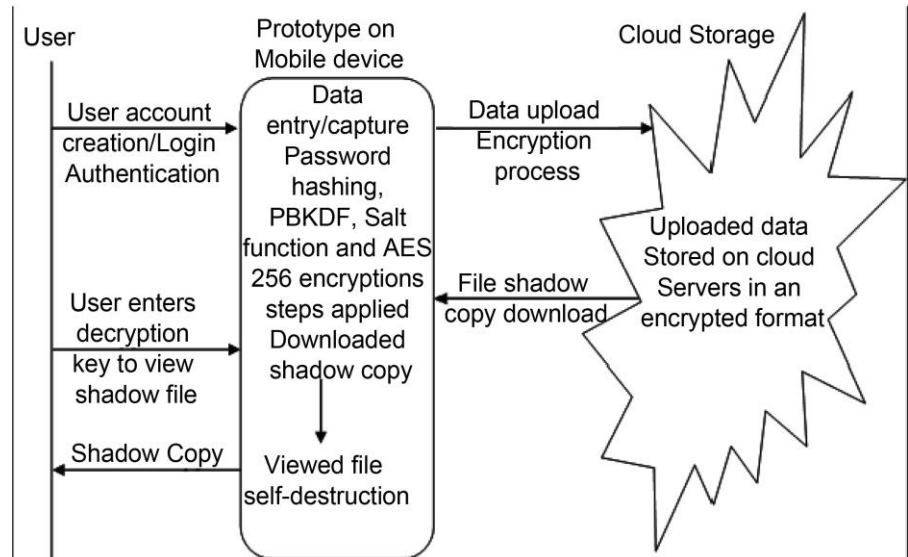 User
Prototype on
Mobile device
Cloud Storage
User account
creation/Login
Authentication
Data
entry/capture
Password
hashing,
PBKDF, Salt
function and AES
256 encryptions
steps applied
Downloaded
shadow copy
Data upload
Encryption
process
Uploaded data
Stored on cloud
Servers in an
encrypted format
File shadow
copy download
User enters
decryption
key to view
shadow file
Shadow Copy
Viewed file
self-destruction